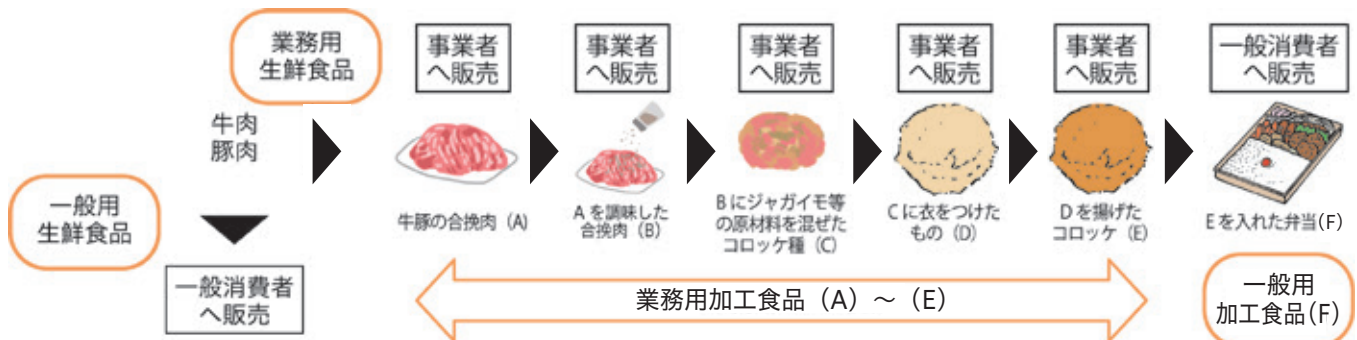 業務用
生鮮食品
事業者
へ販売
事業者
へ販売
事業者
へ販売
事業者
へ販売
事業者
へ販売
一般消費者
へ販売
牛肉
豚肉
牛豚の合挽肉（A）
A を調味した
合挽肉（B）
B にジャガイモ等
の原材料を混ぜた
コロッケ種（C）
C に衣をつけた
もの（D）
D を揚げた
コロッケ（E）
E を入れた弁当(F)
一般用
生鮮食品
一般消費者
へ販売
業務用加工食品（A）～（E）
一般用
加工食品(F)